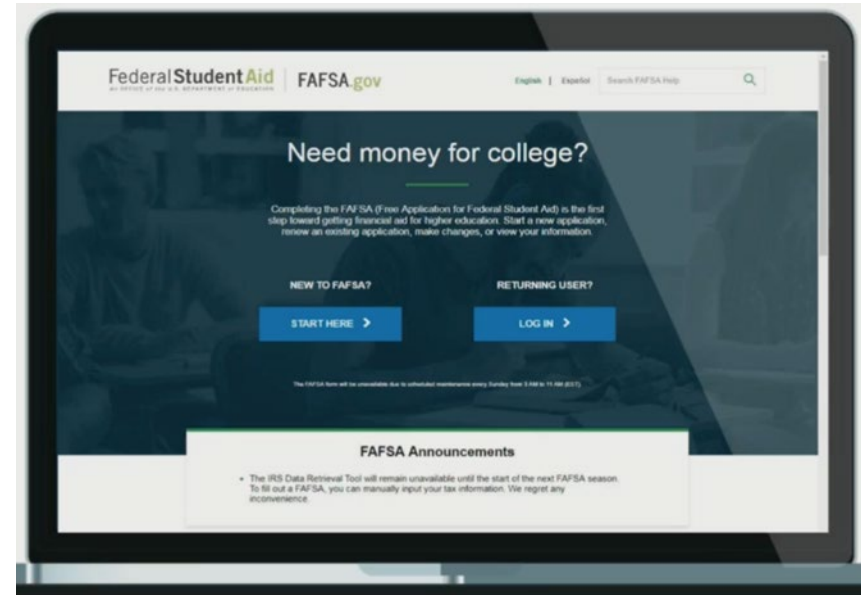 Federal Student Aid
FAFSA.gov
An OFFICE of the U.S. DEPARTMENT of EDUCATION
English | Español
Search FAFSA Help
Need money for college?
Completing the FAFSA (Free Application for Federal Student Aid) is the first
step toward getting financial aid for higher education. Start a new application,
renew an existing application, make changes, or view your information.
NEW TO FAFSA?
START HERE
RETURNING USER?
LOG IN
The FAFSA form will be unavailable due to scheduled maintenance every Sunday from 3 AM to 11 AM (EST).
FAFSA Announcements
• The IRS Data Retrieval Tool will remain unavailable until the start of the next FAFSA season.
To fill out a FAFSA, you can manually input your tax information. We regret any
inconvenience.